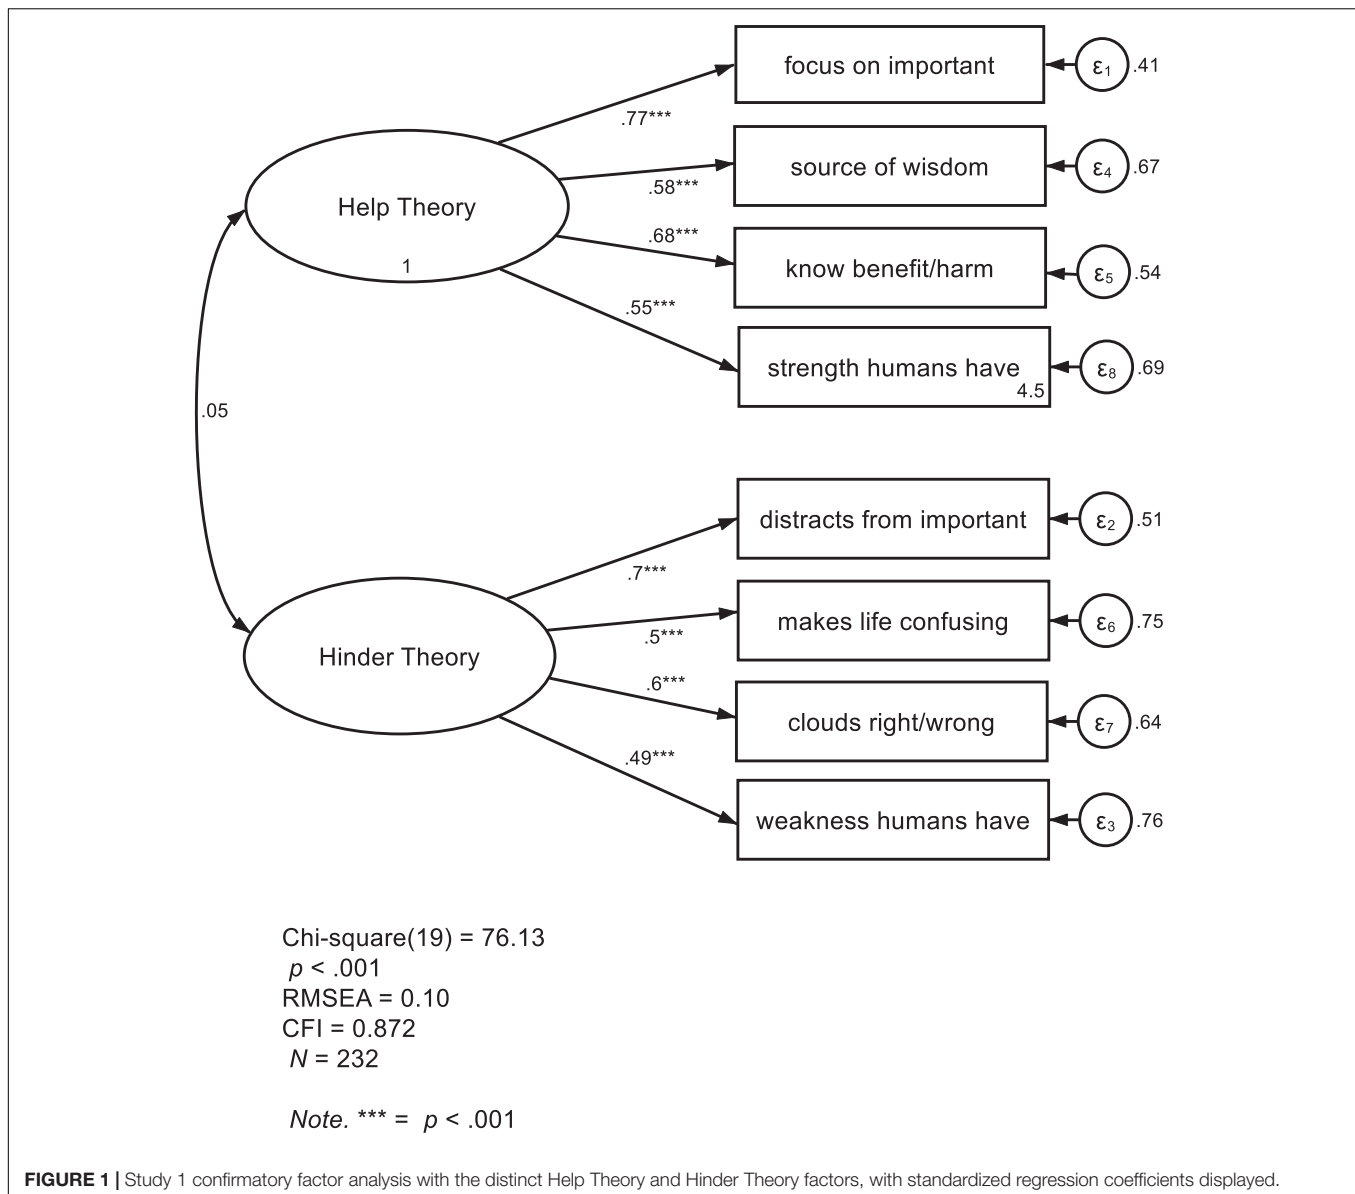 focus on important
ε1 .41
.77***
source of wisdom
ε4 .67
.58***
Help Theory
1
.68***
know benefit/harm
ε5 .54
.55***
strength humans have
4.5
ε8 .69
.05
distracts from important
ε2 .51
.7***
makes life confusing
ε6 .75
.5***
Hinder Theory
.6***
clouds right/wrong
ε7 .64
.49***
weakness humans have
ε3 .76
Chi-square(19) = 76.13
p < .001
RMSEA = 0.10
CFI = 0.872
N = 232
Note. *** = p < .001
FIGURE 1 | Study 1 confirmatory factor analysis with the distinct Help Theory and Hinder Theory factors, with standardized regression coefficients displayed.